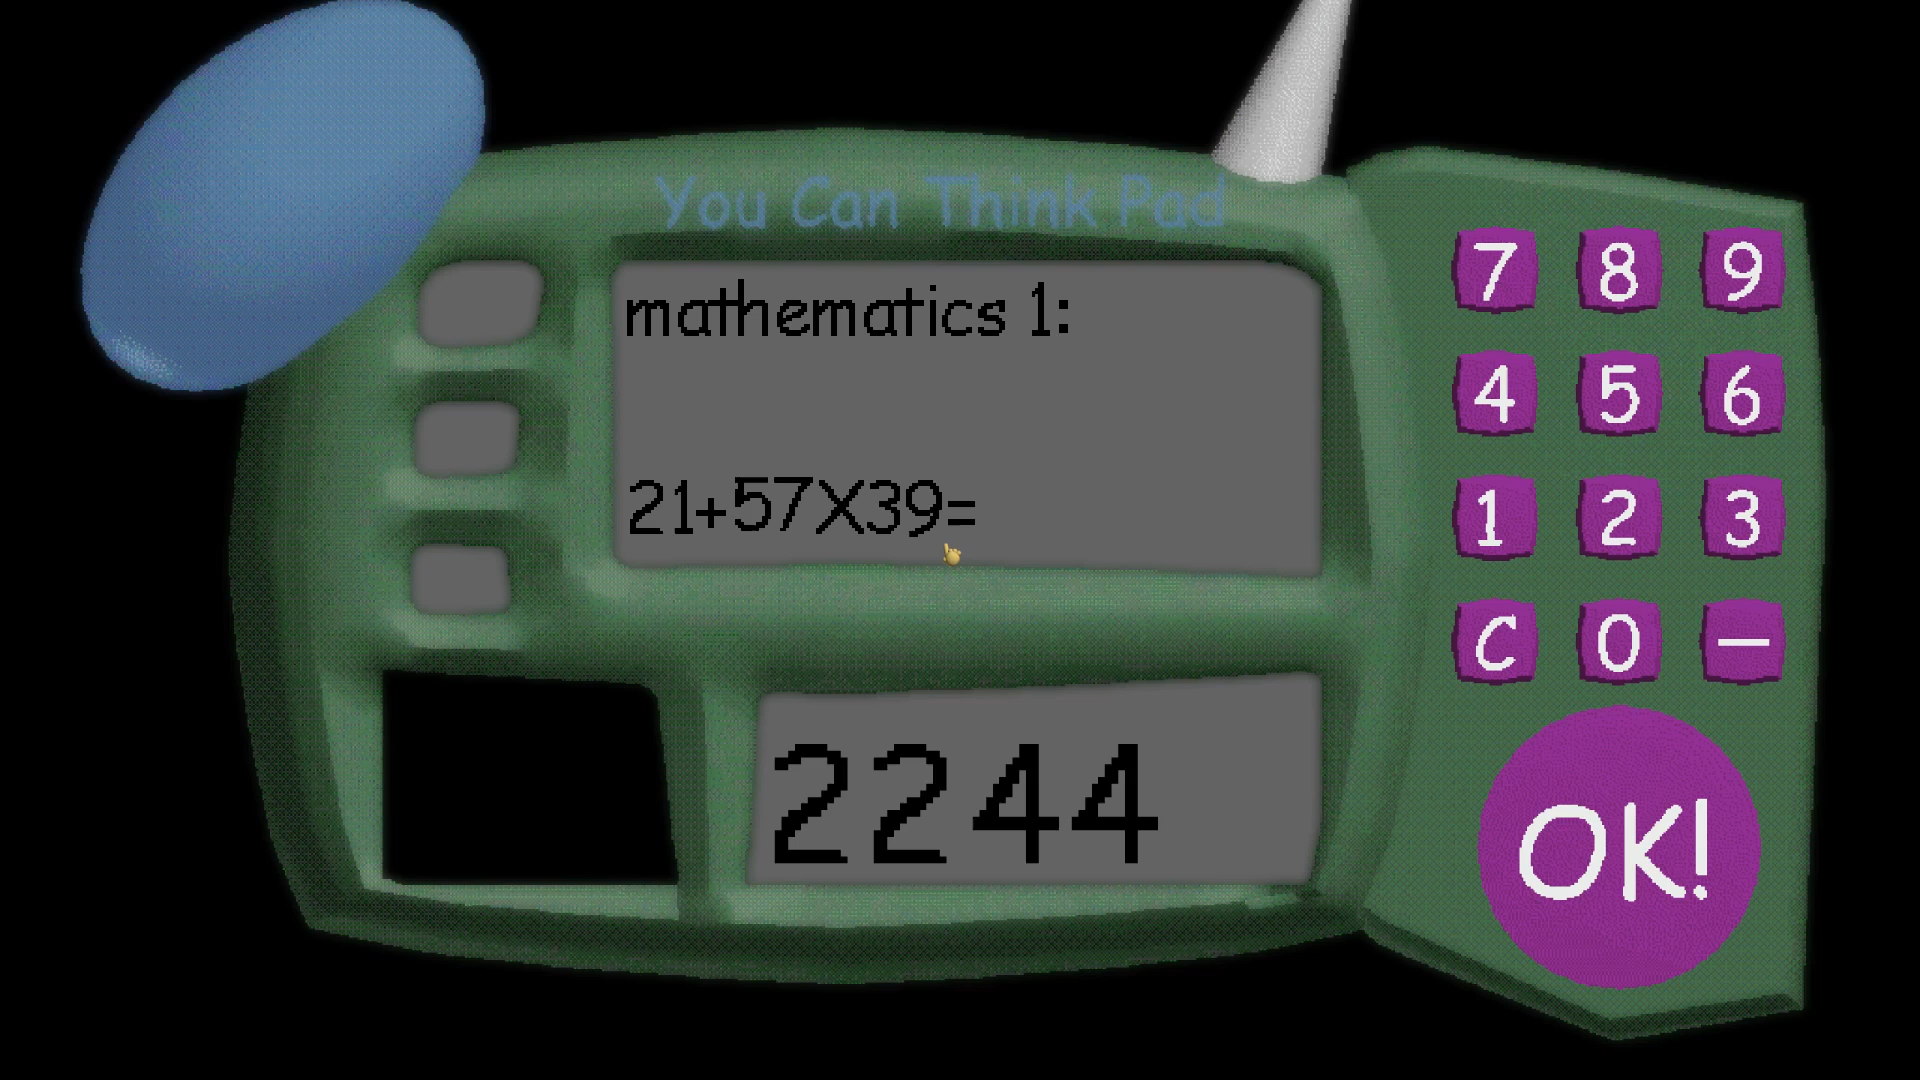 You Can Think Pad
mathematics 1:
21+57X39=
2244
7 8 9
4 5 6
1 2 3
C 0 –
OK!